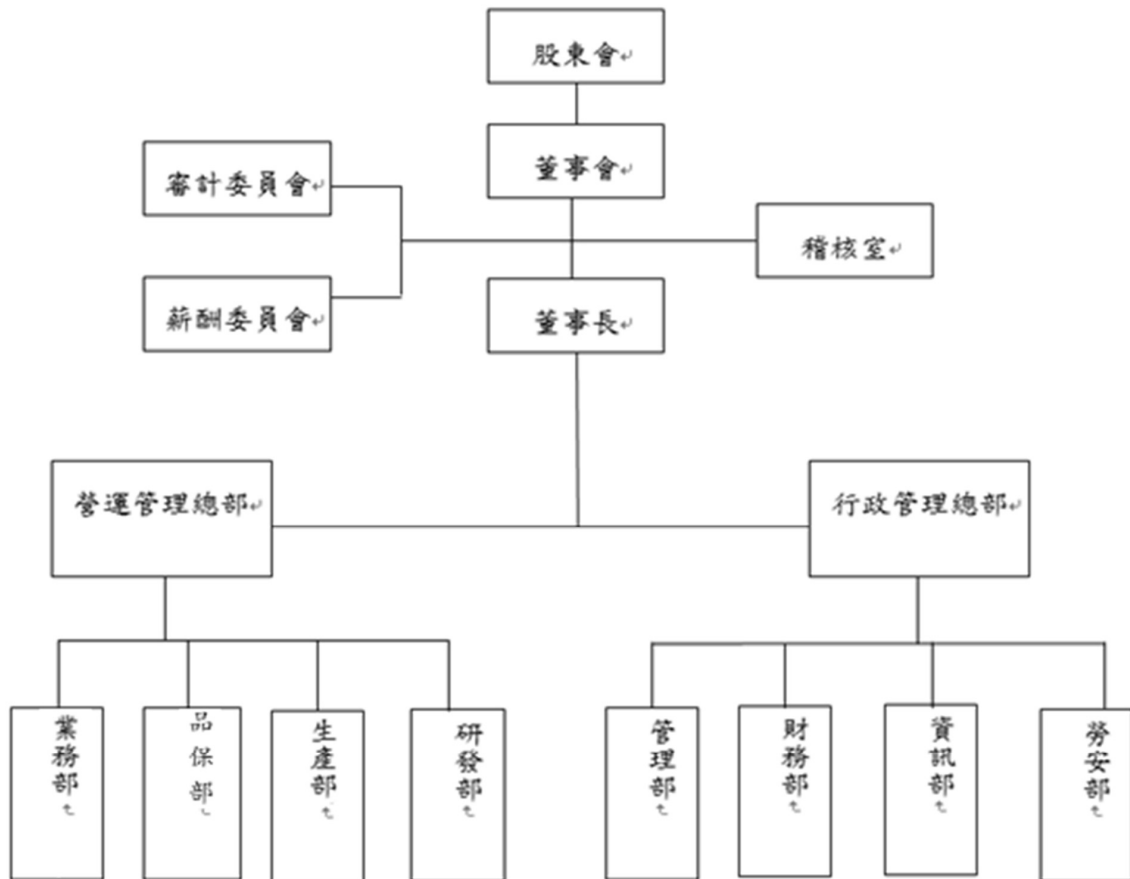 股東會
董事會
審計委員會
稽核室
薪酬委員會
董事長
營運管理總部
行政管理總部
業務部
品保部
生產部
研發部
管理部
財務部
資訊部
勞安部